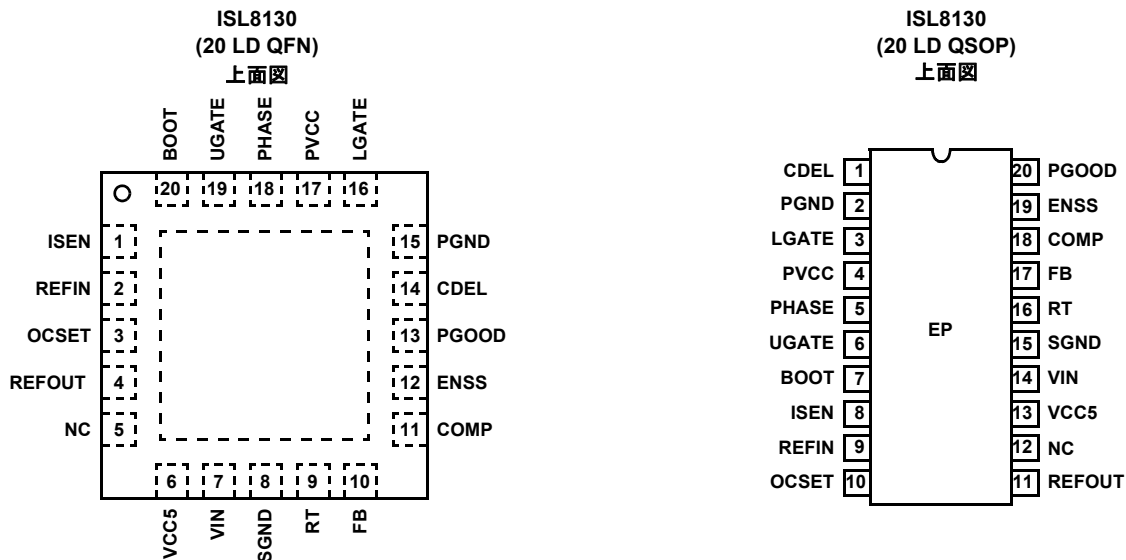 ISL8130
(20 LD QFN)
上面図
BOOT
UGATE
PHASE
PVCC
LGATE
20 19 18 17 16
ISEN 1
REFIN 2
OCSET 3
REFOUT 4
NC 5
15 PGND
14 CDEL
13 PGOOD
12 ENSS
11 COMP
6 7 8 9 10
VCC5
VIN
SGND
RT
FB
ISL8130
(20 LD QSOP)
上面図
CDEL 1
PGND 2
LGATE 3
PVCC 4
PHASE 5
UGATE 6
BOOT 7
ISEN 8
REFIN 9
OCSET 10
EP
20 PGOOD
19 ENSS
18 COMP
17 FB
16 RT
15 SGND
14 VIN
13 VCC5
12 NC
11 REFOUT